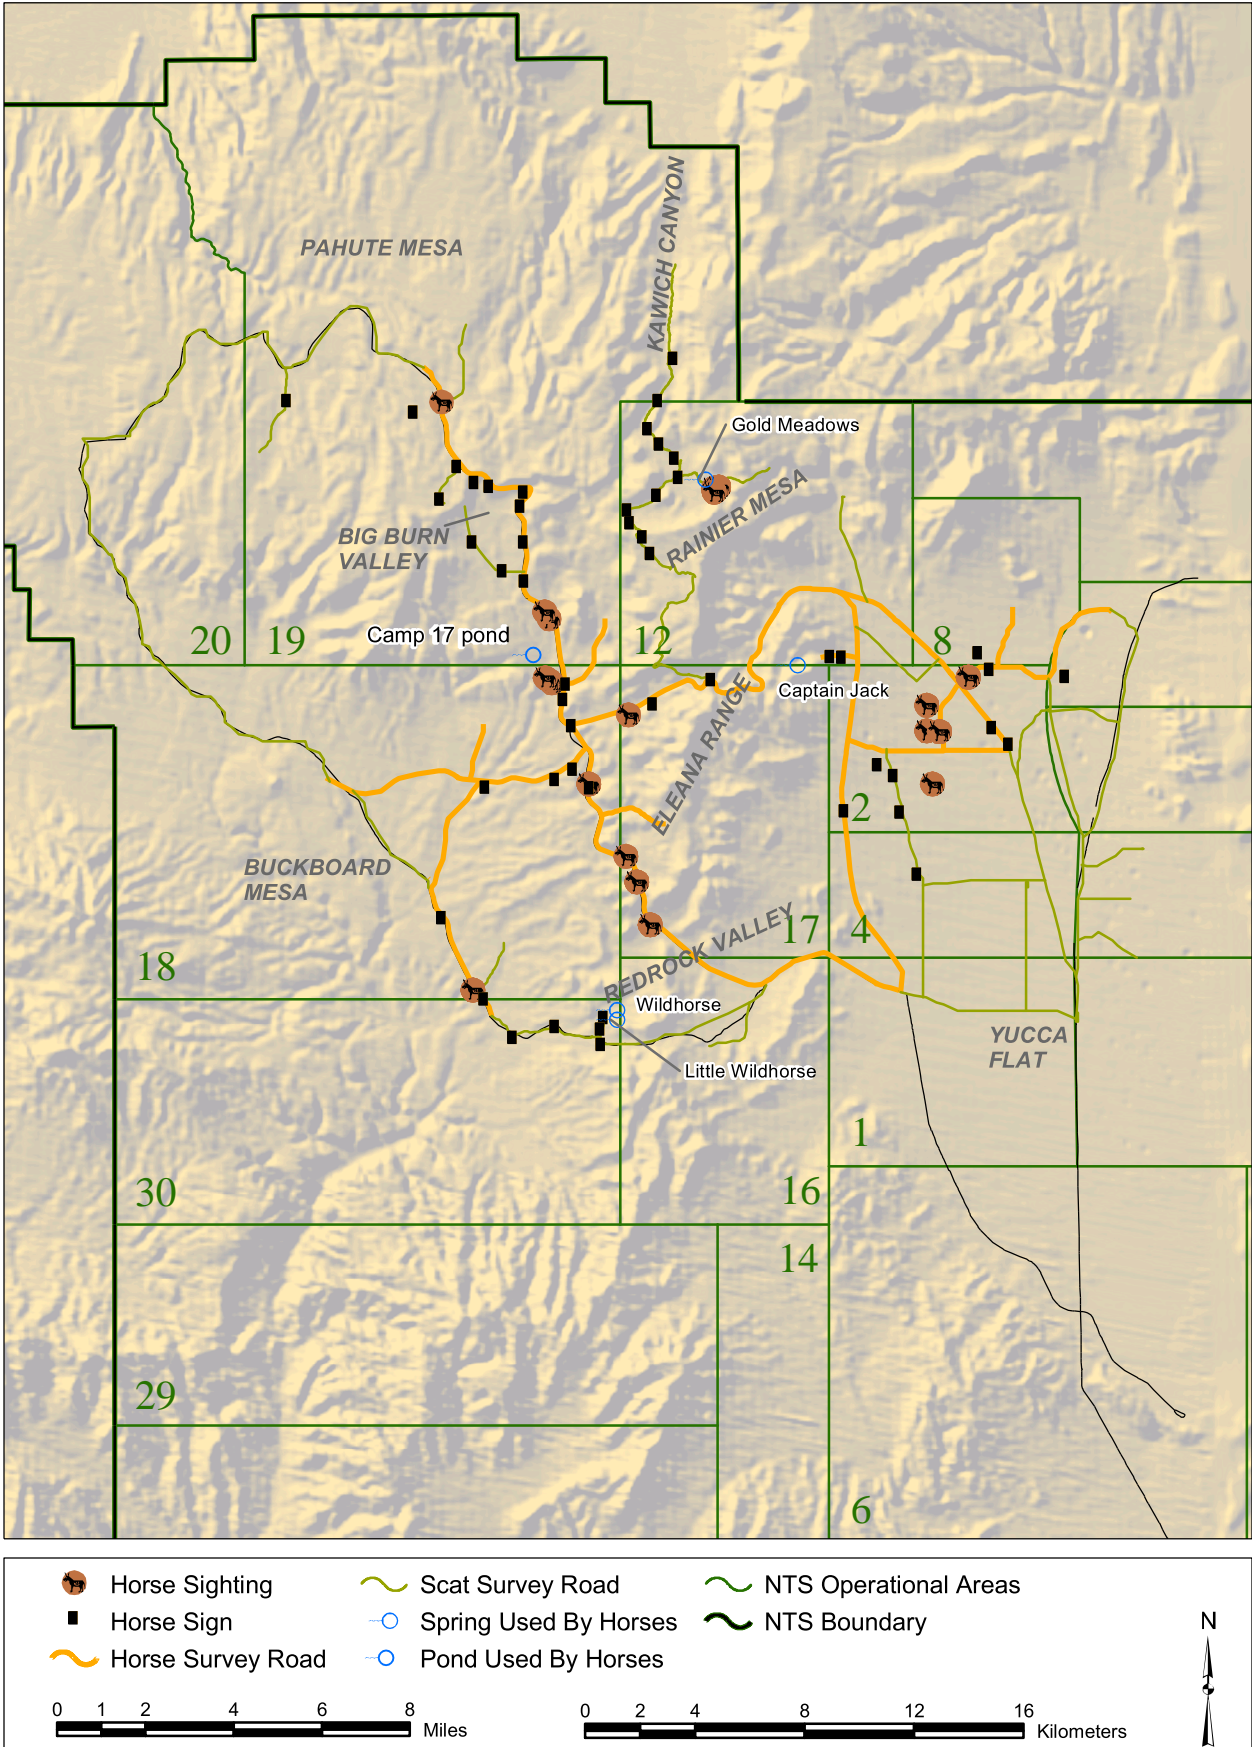 KAWICH CANYON
PAHUTE MESA
Gold Meadows
RAINIER MESA
BIG BURN
VALLEY
20
19
Camp 17 pond
12
8
Captain Jack
ELEANA RANGE
2
BUCKBOARD
MESA
REDROCK VALLEY
17
4
18
Wildhorse
YUCCA
FLAT
Little Wildhorse
1
30
16
14
29
6
Horse Sighting
Scat Survey Road
NTS Operational Areas
Horse Sign
Spring Used By Horses
NTS Boundary
N
Horse Survey Road
Pond Used By Horses
0 1 2 4 6 8
Miles
0 2 4 8 12 16
Kilometers